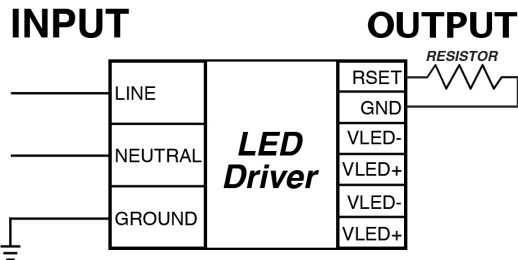 INPUT
OUTPUT
RESISTOR
LINE
NEUTRAL
GROUND
LED
Driver
RSET
GND
VLED-
VLED+
VLED-
VLED+